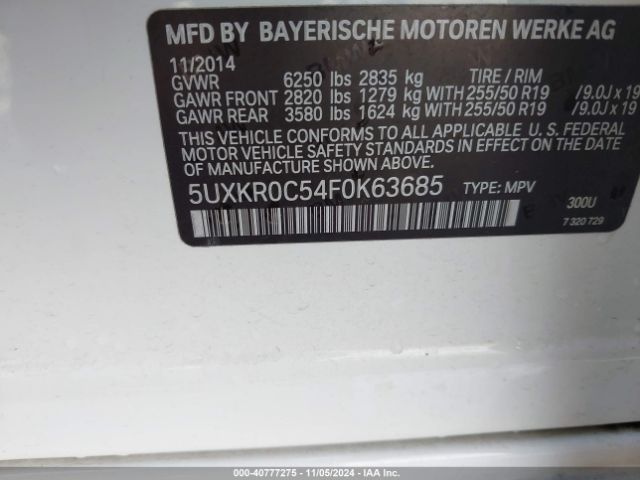 MFD BY BAYERISCHE MOTOREN WERKE AG
11/2014
GVWR 6250 lbs 2835 kg TIRE / RIM
GAWR FRONT 2820 lbs 1279 kg WITH 255/50 R19 /9.0J x 19
GAWR REAR 3580 lbs 1624 kg WITH 255/50 R19 /9.0J x 19
THIS VEHICLE CONFORMS TO ALL APPLICABLE U. S. FEDERAL
MOTOR VEHICLE SAFETY STANDARDS IN EFFECT ON THE DATE
OF MANUFACTURE SHOWN ABOVE.
5UXKR0C54F0K63685 TYPE: MPV
300U
7 320 729
000-40777275 - 11/05/2024 - IAA Inc.